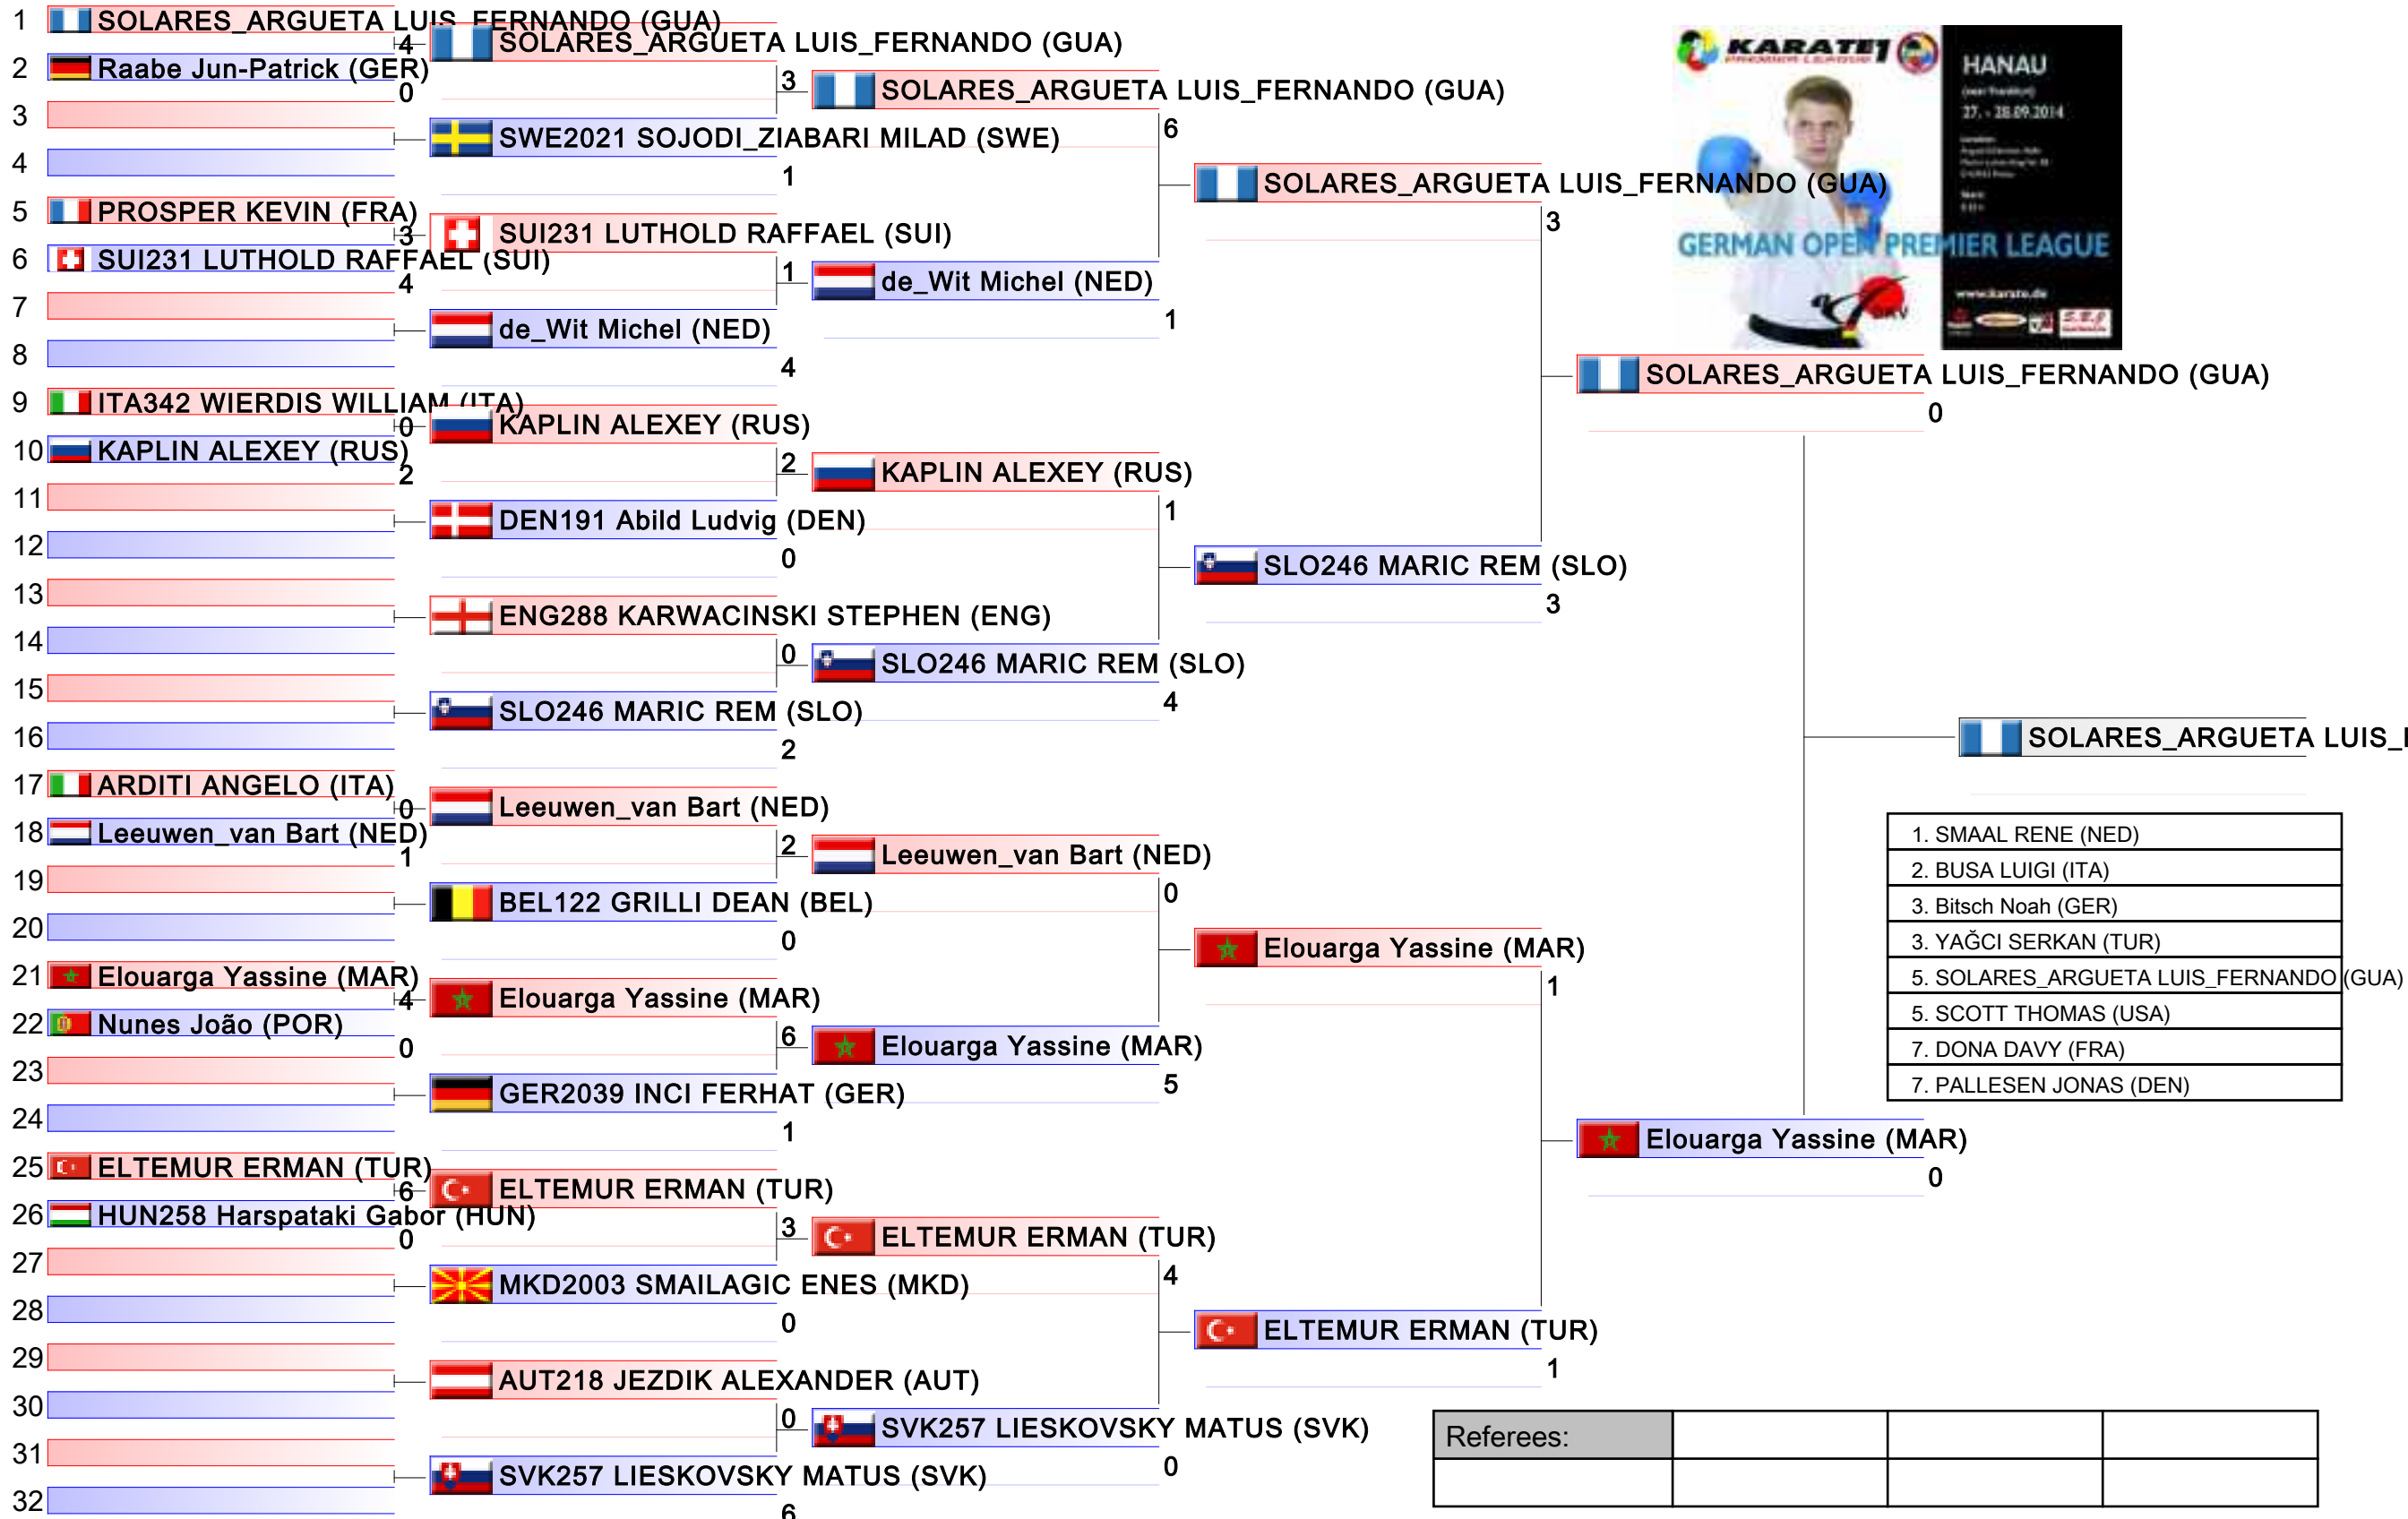 1 SOLARES_ARGUETA LUIS_FERNANDO (GUA)
4
2 Raabe Jun-Patrick (GER)
0
3
4
5 PROSPER KEVIN (FRA)
3
6 SUI231 LUTHOLD RAFFAEL (SUI)
4
7
8
9 ITA342 WIERDIS WILLIAM (ITA)
0
10 KAPLIN ALEXEY (RUS)
2
11
12
13
14
15
16
17 ARDITI ANGELO (ITA)
0
18 Leeuwen_van Bart (NED)
1
19
20
21 Elouarga Yassine (MAR)
4
22 Nunes João (POR)
0
23
24
25 ELTEMUR ERMAN (TUR)
6
26 HUN258 Harspataki Gabor (HUN)
0
27
28
29
30
31
32
SOLARES_ARGUETA LUIS_FERNANDO (GUA)
3
SWE2021 SOJODI_ZIABARI MILAD (SWE)
1
SUI231 LUTHOLD RAFFAEL (SUI)
1
de_Wit Michel (NED)
4
KAPLIN ALEXEY (RUS)
2
DEN191 Abild Ludvig (DEN)
0
ENG288 KARWACINSKI STEPHEN (ENG)
0
SLO246 MARIC REM (SLO)
2
Leeuwen_van Bart (NED)
2
BEL122 GRILLI DEAN (BEL)
0
Elouarga Yassine (MAR)
6
GER2039 INCI FERHAT (GER)
1
ELTEMUR ERMAN (TUR)
3
MKD2003 SMAILAGIC ENES (MKD)
0
AUT218 JEZDIK ALEXANDER (AUT)
0
SVK257 LIESKOVSKY MATUS (SVK)
6
SOLARES_ARGUETA LUIS_FERNANDO (GUA)
6
de_Wit Michel (NED)
1
KAPLIN ALEXEY (RUS)
1
SLO246 MARIC REM (SLO)
4
Leeuwen_van Bart (NED)
0
Elouarga Yassine (MAR)
5
ELTEMUR ERMAN (TUR)
4
SVK257 LIESKOVSKY MATUS (SVK)
0
SOLARES_ARGUETA LUIS_FERNANDO (GUA)
3
SLO246 MARIC REM (SLO)
3
Elouarga Yassine (MAR)
1
ELTEMUR ERMAN (TUR)
1
SOLARES_ARGUETA LUIS_FERNANDO (GUA)
0
Elouarga Yassine (MAR)
0
SOLARES_ARGUETA LUIS_
KARATE1
PREMIER LEAGUE
HANAU
(near Frankfurt)
27. - 28.09.2014
GERMAN OPEN PREMIER LEAGUE
www.karate.de
1. SMAAL RENE (NED)
2. BUSA LUIGI (ITA)
3. Bitsch Noah (GER)
3. YAĞCI SERKAN (TUR)
5. SOLARES_ARGUETA LUIS_FERNANDO (GUA)
5. SCOTT THOMAS (USA)
7. DONA DAVY (FRA)
7. PALLESEN JONAS (DEN)
Referees: